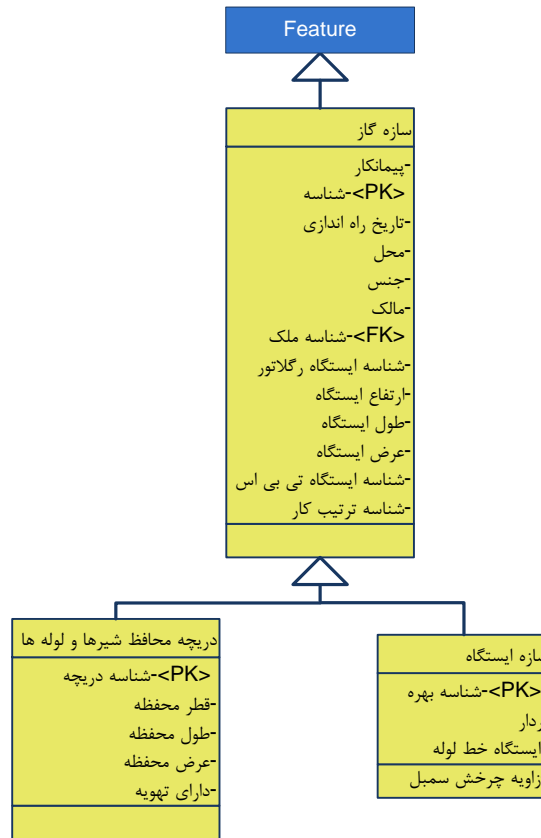 Feature
سازه گاز
-پیمانکار
<PK>-شناسه
-تاریخ راه اندازی
-محل
-جنس
-مالک
<FK>-شناسه ملک
-شناسه ایستگاه رگلاتور
-ارتفاع ایستگاه
-طول ایستگاه
-عرض ایستگاه
-شناسه ایستگاه تی بی اس
-شناسه ترتیب کار
دریچه محافظ شیرها و لوله ها
<PK>-شناسه دریچه
-قطر محفظه
-طول محفظه
-عرض محفظه
-دارای تهویه
سازه ایستگاه
<PK>-شناسه بهره
ردار
ایستگاه خط لوله
زاویه چرخش سمبل